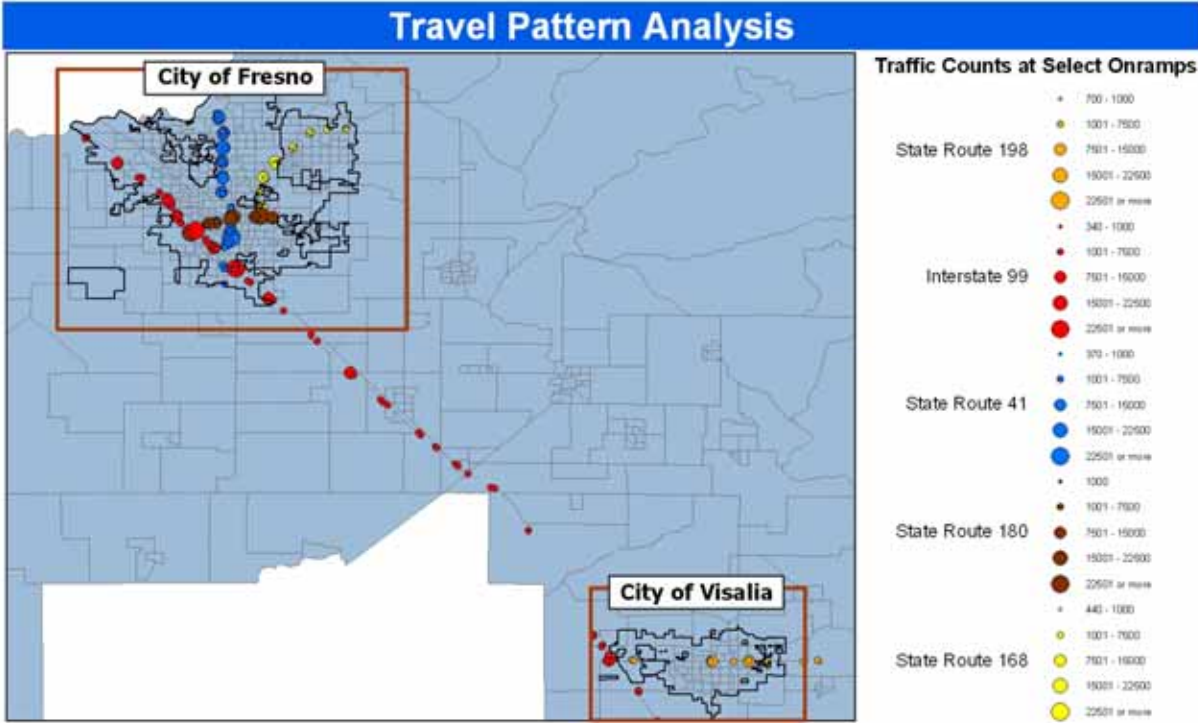 Travel Pattern Analysis
City of Fresno
City of Visalia
Traffic Counts at Select Onramps
State Route 198
700 - 1000
1001 - 7500
7501 - 15000
15001 - 22500
22501 or more
Interstate 99
340 - 1000
1001 - 7500
7501 - 15000
15001 - 22500
22501 or more
State Route 41
370 - 1000
1001 - 7500
7501 - 15000
15001 - 22500
22501 or more
State Route 180
1000
1001 - 7500
7501 - 15000
15001 - 22500
22501 or more
State Route 168
440 - 1000
1001 - 7500
7501 - 15000
15001 - 22500
22501 or more